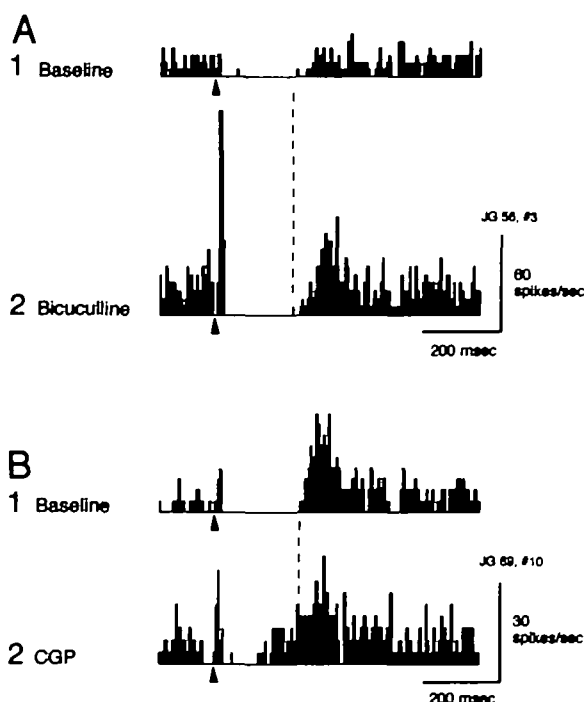 A
1 Baseline
JG 56, #3
60
spikes/sec
2 Bicuculline
200 msec
B
1 Baseline
JG 69, #10
30
spikes/sec
2 CGP
200 msec